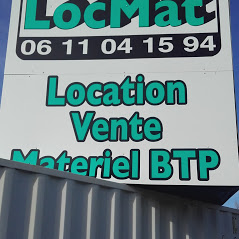 LocMat
06 11 04 15 94
Location
Vente
Materiel BTP